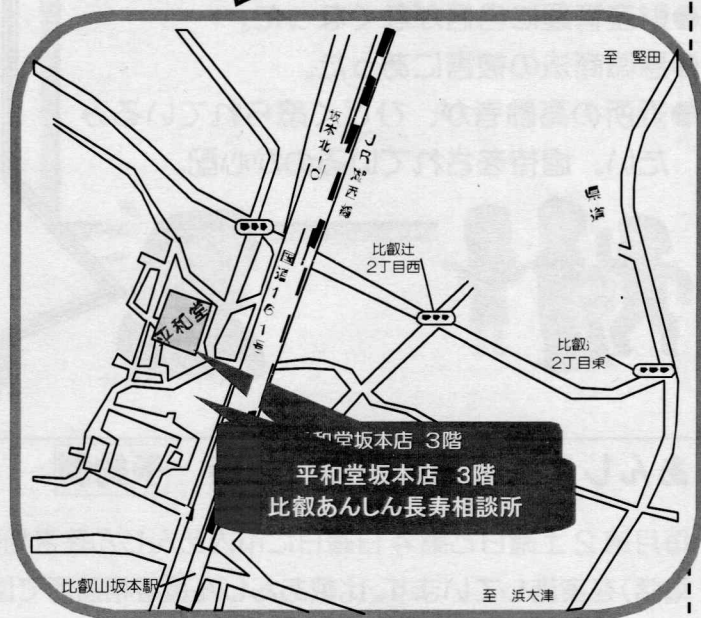 至 堅田
坂本北IC
JR湖西線
県道
比叡辻
2丁目西
国道161号
平和堂
比叡
2丁目東
和堂坂本店 3階
平和堂坂本店 3階
比叡あんしん長寿相談所
比叡山坂本駅
至 浜大津